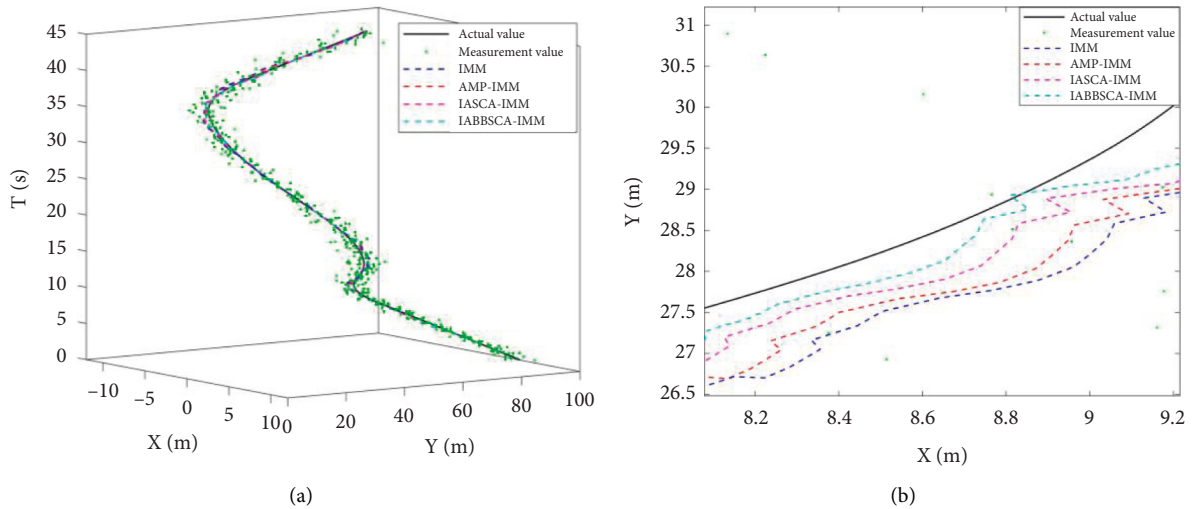 45
40
35
30
25
20
15
10
5
0
T (s)
−10
−5
0
5
10
X (m)
0
20
40
60
80
100
Y (m)
Actual value
Measurement value
IMM
AMP-IMM
IASCA-IMM
IABBSCA-IMM
(a)
31
30.5
30
29.5
29
28.5
28
27.5
27
26.5
Y (m)
8.2
8.4
8.6
8.8
9
9.2
X (m)
Actual value
Measurement value
IMM
AMP-IMM
IASCA-IMM
IABBSCA-IMM
(b)